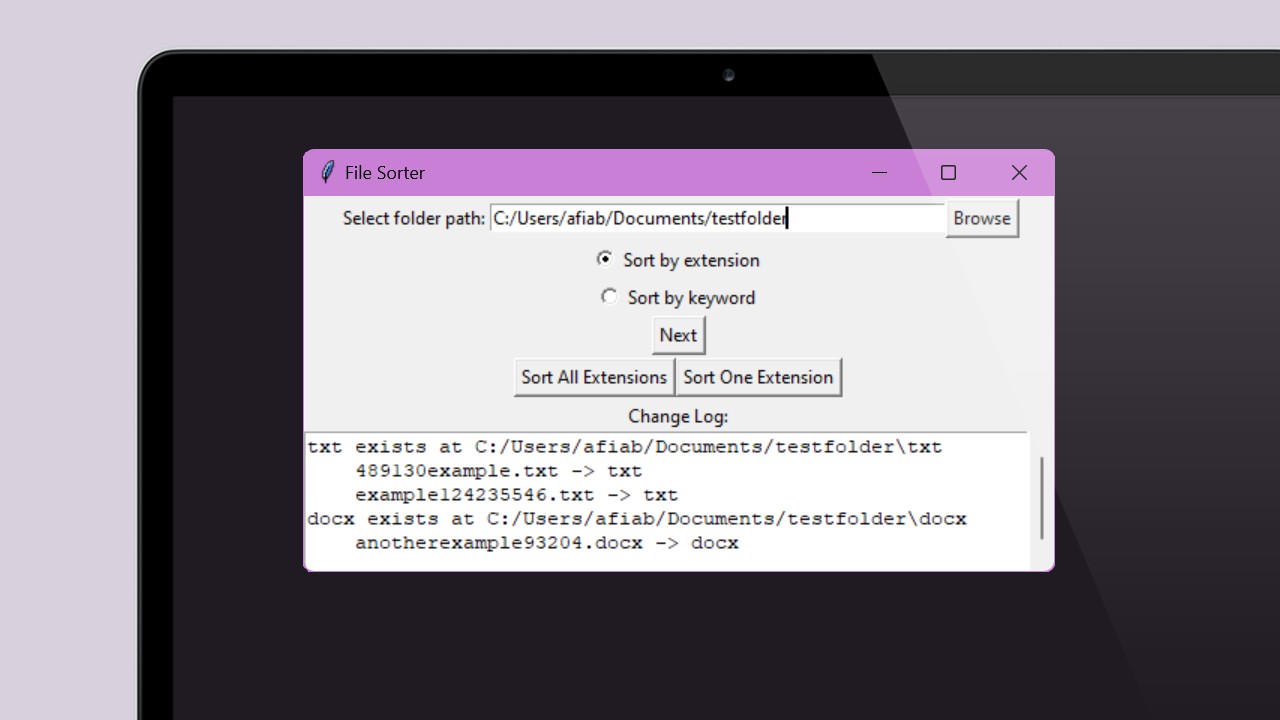 File Sorter
Select folder path: C:/Users/afiab/Documents/testfolder Browse
Sort by extension
Sort by keyword
Next
Sort All Extensions Sort One Extension
Change Log:
txt exists at C:/Users/afiab/Documents/testfolder\txt
489130example.txt -> txt
example124235546.txt -> txt
docx exists at C:/Users/afiab/Documents/testfolder\docx
anotherexample93204.docx -> docx